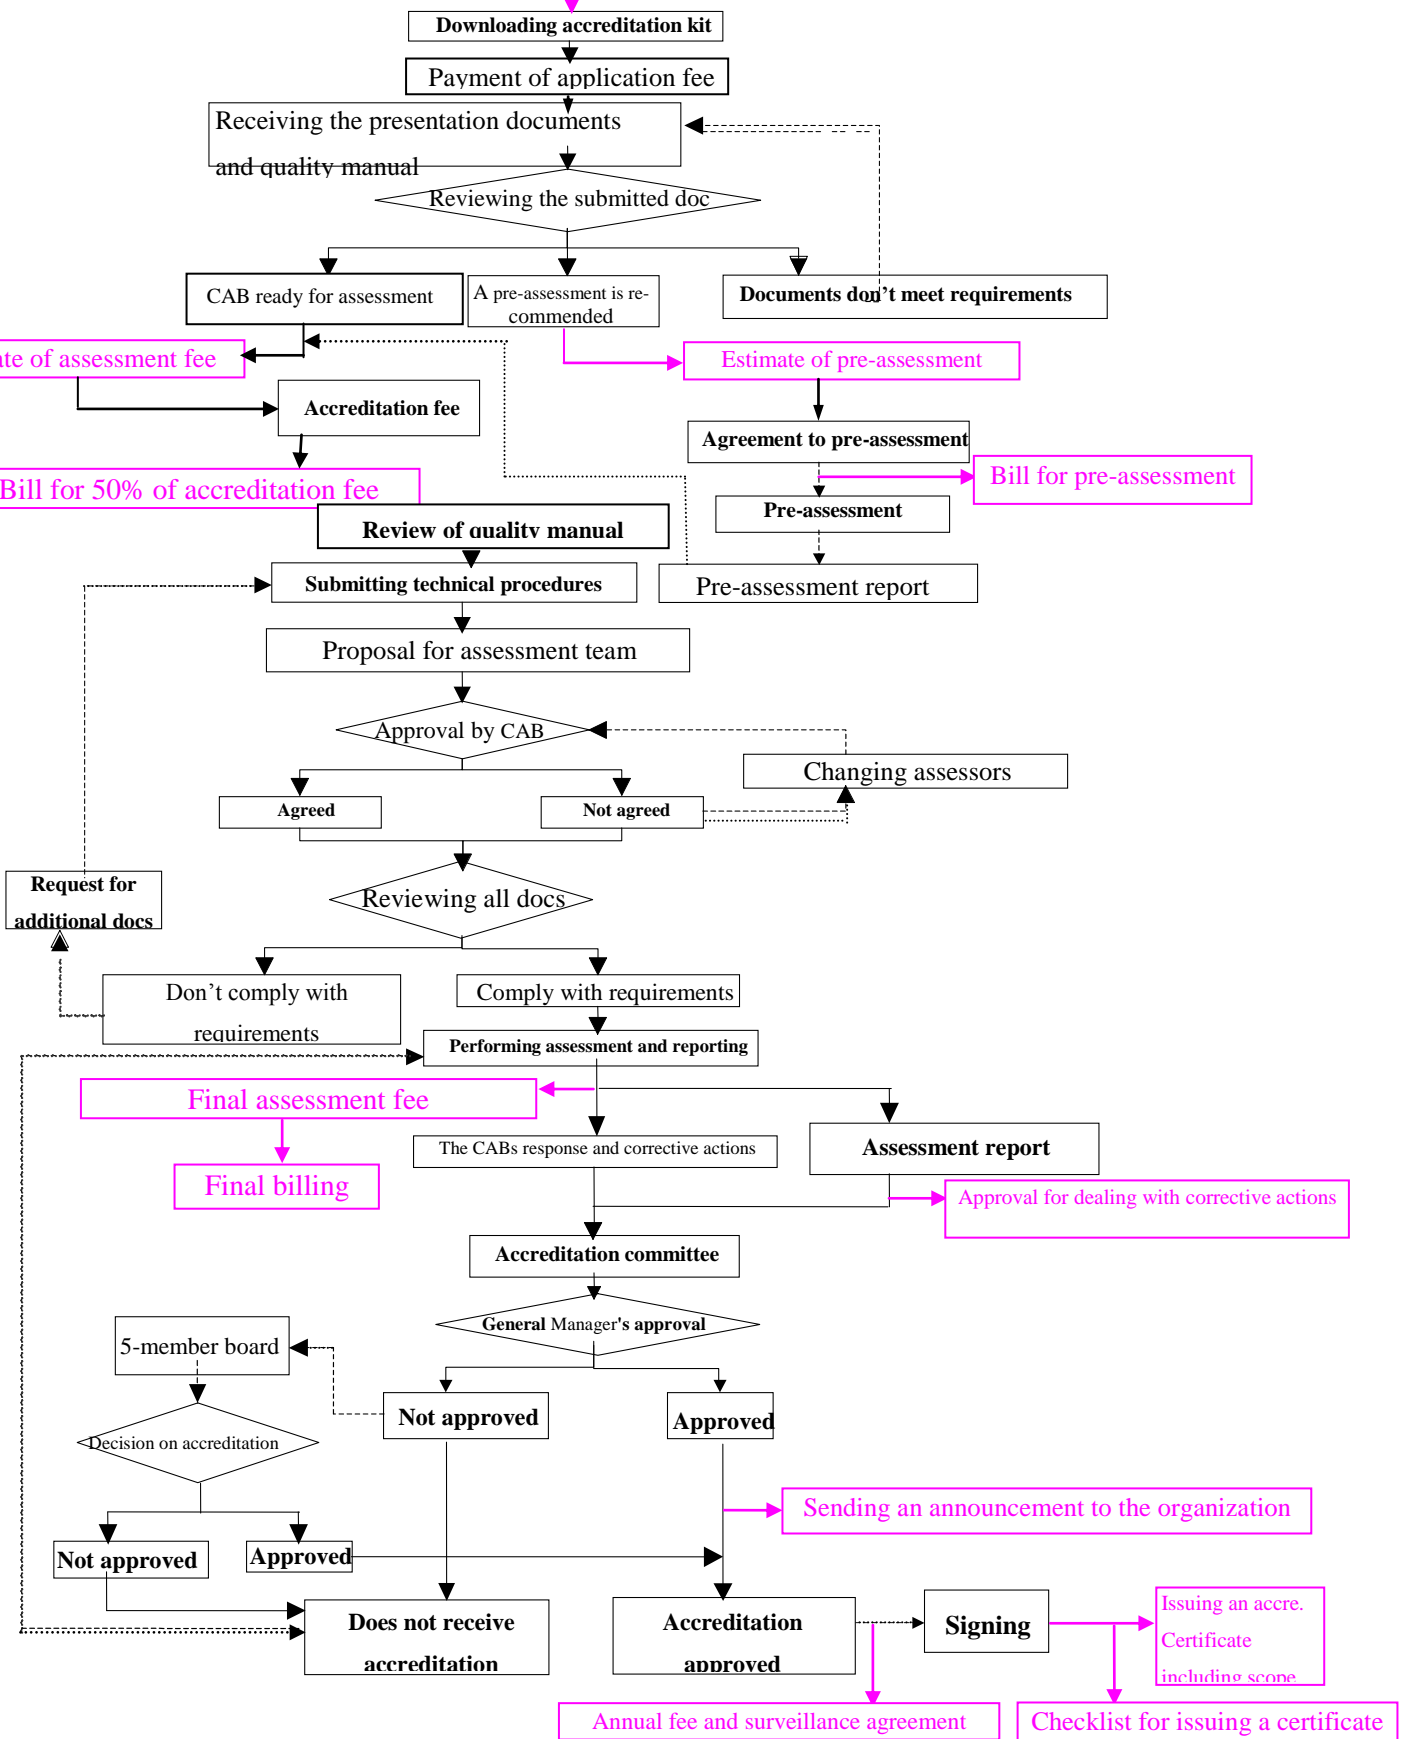 Downloading accreditation kit
Payment of application fee
Receiving the presentation documents
and quality manual
Reviewing the submitted doc
CAB ready for assessment
A pre-assessment is re-
commended
Documents don't meet requirements
of assessment fee
Estimate of pre-assessment
Accreditation fee
Agreement to pre-assessment
Bill for 50% of accreditation fee
Bill for pre-assessment
Pre-assessment
Review of quality manual
Submitting technical procedures
Pre-assessment report
Proposal for assessment team
Approval by CAB
Changing assessors
Agreed
Not agreed
Request for
additional docs
Reviewing all docs
Don't comply with
requirements
Comply with requirements
Performing assessment and reporting
Final assessment fee
The CABs response and corrective actions
Assessment report
Final billing
Approval for dealing with corrective actions
Accreditation committee
General Manager's approval
5-member board
Not approved
Approved
Decision on accreditation
Sending an announcement to the organization
Not approved
Approved
Does not receive
accreditation
Accreditation
approved
Signing
Issuing an accre.
Certificate
including scope
Annual fee and surveillance agreement
Checklist for issuing a certificate